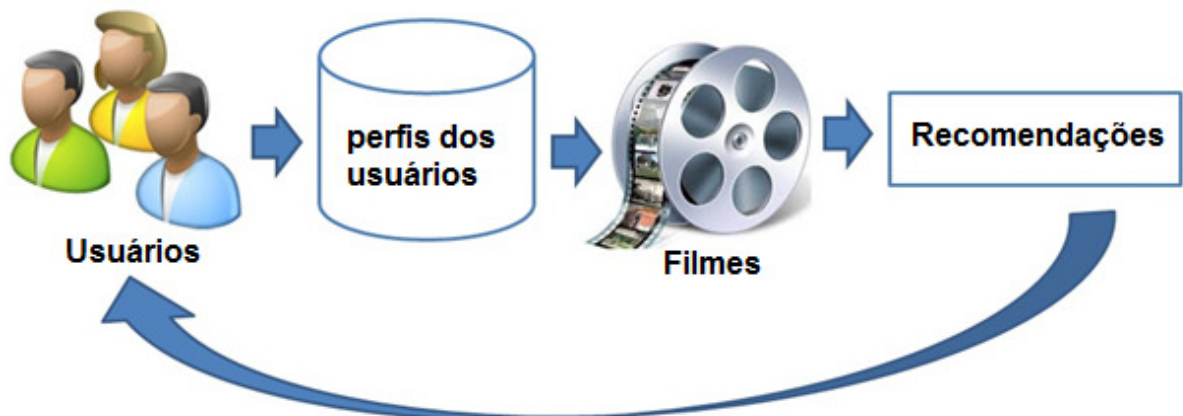 perfis dos
usuários
Recomendações
Usuários
Filmes